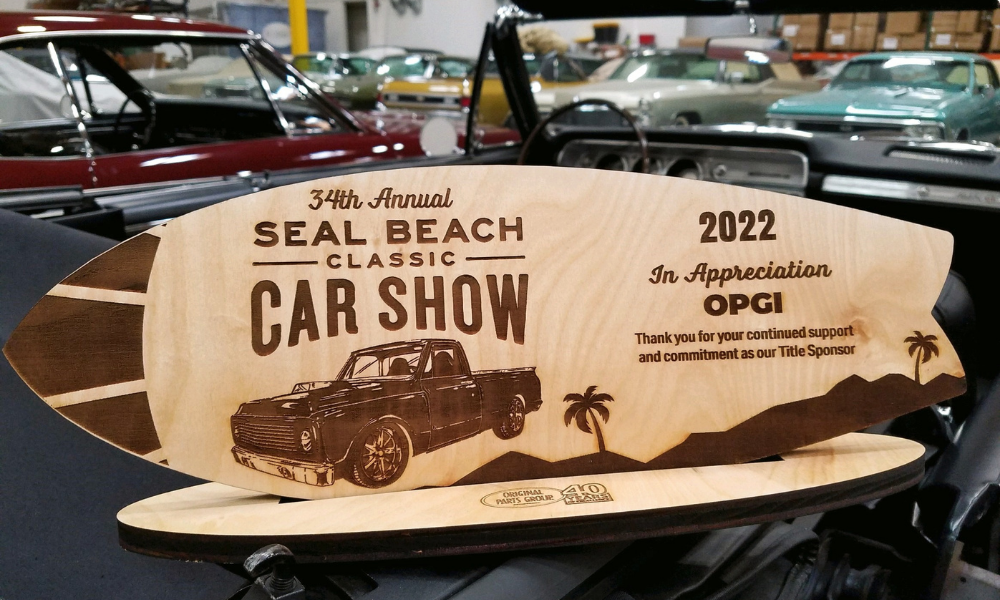 34th Annual
SEAL BEACH
CLASSIC
CAR SHOW
2022
In Appreciation
OPGI
Thank you for your continued support
and commitment as our Title Sponsor
ORIGINAL
PARTS GROUP
40
YEARS